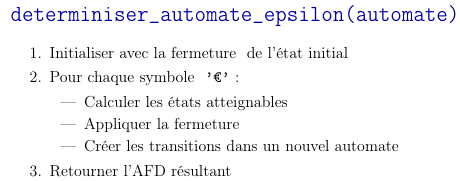 determiniser_automate_epsilon(automate)
1. Initialiser avec la fermeture de l'état initial
2. Pour chaque symbole '€' :
— Calculer les états atteignables
— Appliquer la fermeture
— Créer les transitions dans un nouvel automate
3. Retourner l'AFD résultant